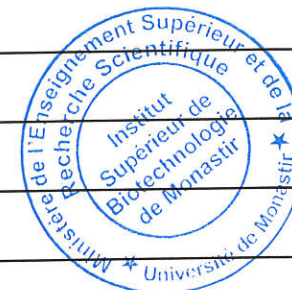 Ministère de l'Enseignement Supérieur et de la
Recherche Scientifique
★ Université de Monastir ★
Institut
Supérieur de
Biotechnologie
de Monastir